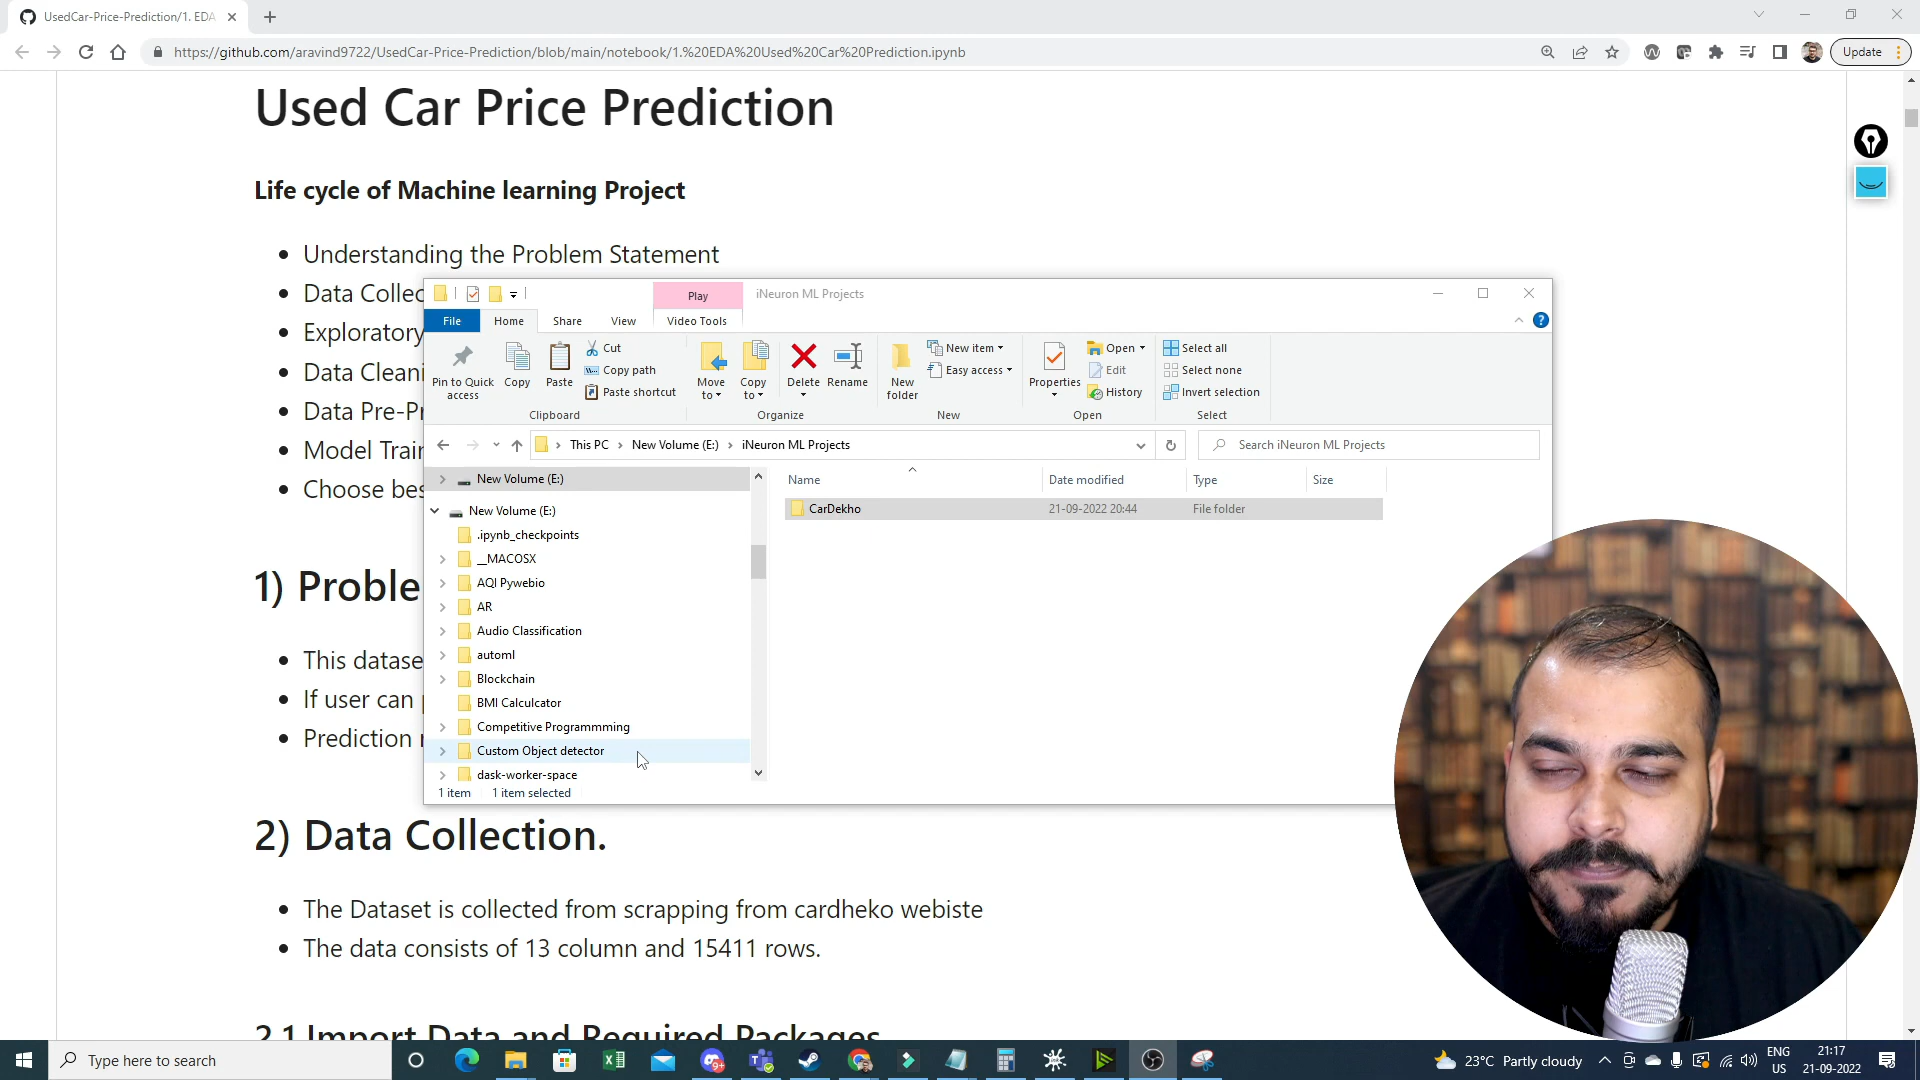 UsedCar-Price-Prediction/1. EDA
https://github.com/aravind9722/UsedCar-Price-Prediction/blob/main/notebook/1.%20EDA%20Used%20Car%20Prediction.ipynb
Update
Used Car Price Prediction
Life cycle of Machine learning Project
Understanding the Problem Statement
Data Collec
Exploratory
Data Cleani
Data Pre-Pr
Model Train
Choose bes
1) Proble
This datase
If user can
Prediction
2) Data Collection.
The Dataset is collected from scrapping from cardheko webiste
The data consists of 13 column and 15411 rows.
2.1 Import Data and Required Packages
Play
iNeuron ML Projects
File
Home
Share
View
Video Tools
Pin to Quick access
Copy
Paste
Cut
Copy path
Paste shortcut
Clipboard
Move to
Copy to
Delete
Rename
Organize
New folder
New item
Easy access
New
Properties
Open
Edit
History
Open
Select all
Select none
Invert selection
Select
This PC
New Volume (E:)
iNeuron ML Projects
Search iNeuron ML Projects
New Volume (E:)
New Volume (E:)
.ipynb_checkpoints
__MACOSX
AQI Pywebio
AR
Audio Classification
automl
Blockchain
BMI Calculcator
Competitive Programmming
Custom Object detector
dask-worker-space
Name
Date modified
Type
Size
CarDekho
21-09-2022 20:44
File folder
1 item
1 item selected
Type here to search
23°C Partly cloudy
ENG
US
21:17
21-09-2022